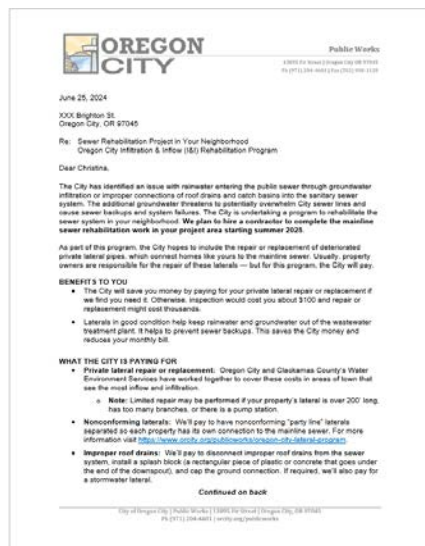 OREGON
CITY
Public Works
June 25, 2024
XXX Brighton St.
Oregon City, OR 97045
Re: Sewer Rehabilitation Project in Your Neighborhood
Oregon City Infiltration & Inflow (I&I) Rehabilitation Program
Dear Christina,
The City has identified an issue with rainwater entering the public sewer through groundwater
infiltration or improper connections of roof drains and catch basins into the sanitary sewer
system. The additional groundwater threatens to potentially overwhelm City sewer lines and
cause sewer backups and system failures. The City is undertaking a program to rehabilitate the
sewer system in your neighborhood. We plan to hire a contractor to complete the mainline
sewer rehabilitation work in your project area starting summer 2025.
As part of this program, the City hopes to include the repair or replacement of deteriorated
private lateral pipes, which connect homes like yours to the mainline sewer. Usually, property
owners are responsible for the repair of these laterals — but for this program, the City will pay.
BENEFITS TO YOU
• The City will save you money by paying for your private lateral repair or replacement if
we find you need it. Otherwise, inspection would cost you about $100 and repair or
replacement might cost thousands.
• Laterals in good condition help keep rainwater and groundwater out of the wastewater
treatment plant. It helps to prevent sewer backups. This saves the City money and
reduces your monthly bill.
WHAT THE CITY IS PAYING FOR
• Private lateral repair or replacement: Oregon City and Clackamas County's Water
Environment Services have worked together to cover these costs in areas of town that
see the most inflow and infiltration.
Note: Limited repair may be performed if your property's lateral is over 200' long,
has too many branches, or there is a pump station.
• Nonconforming laterals: We'll pay to have nonconforming "party line" laterals
separated so each property has its own connection to the mainline sewer. For more
information visit https://www.orcity.org/publicworks/oregon-city-lateral-program.
• Improper roof drains: We'll pay to disconnect improper roof drains from the sewer
system, install a splash block (a rectangular piece of plastic or concrete that goes under
the end of the downspout), and cap the ground connection. If required, we'll also pay for
a stormwater lateral.
Continued on back
City of Oregon City | Public Works | Oregon City, OR 97045
orcity.org/publicworks